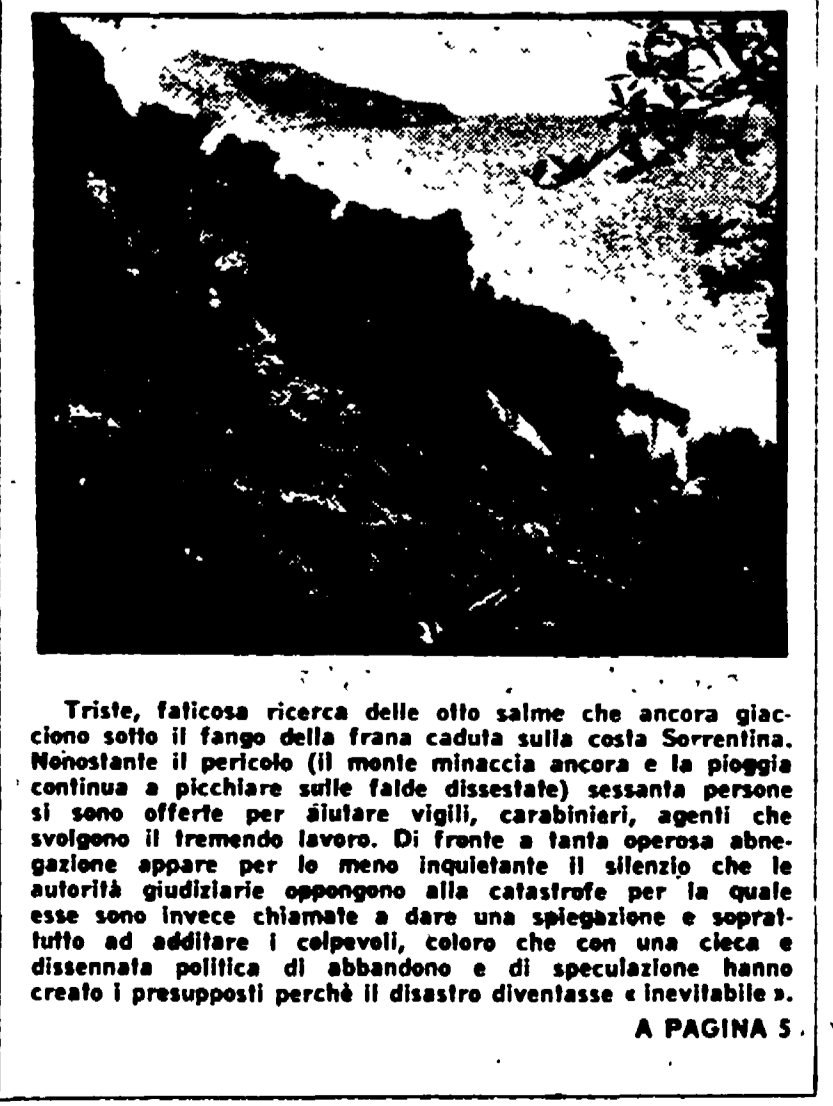 Triste, faticosa ricerca delle otto salme che ancora giac-
ciono sotto il fango della frana caduta sulla costa Sorrentina.
Nonostante il pericolo (il monte minaccia ancora e la pioggia
continua a picchiare sulle falde dissestate) sessanta persone
si sono offerte per aiutare vigili, carabinieri, agenti che
svolgono il tremendo lavoro. Di fronte a tanta operosa abne-
gazione appare per lo meno inquietante il silenzio che le
autorità giudiziarie oppongono alla catastrofe per la quale
esse sono invece chiamate a dare una spiegazione e soprat-
tutto ad additare i colpevoli, coloro che con una cieca e
dissennata politica di abbandono e di speculazione hanno
creato i presupposti perchè il disastro diventasse « inevitabile ».
A PAGINA 5